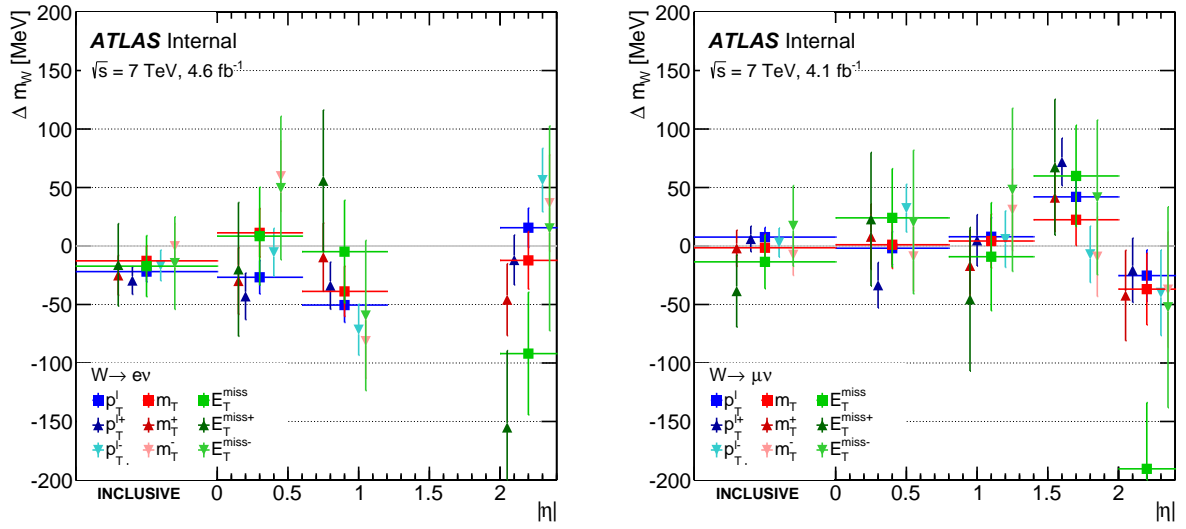 Δ m_W [MeV]
200
150
100
50
0
-50
-100
-150
-200
ATLAS Internal
√s = 7 TeV, 4.6 fb⁻¹
W→ eν
p_T^l m_T E_T^miss
p_T^l+ m_T^+ E_T^miss+
p_T^l- m_T^- E_T^miss-
INCLUSIVE 0 0.5 1 1.5 2
|η|
Δ m_W [MeV]
200
150
100
50
0
-50
-100
-150
-200
ATLAS Internal
√s = 7 TeV, 4.1 fb⁻¹
W→ μν
p_T^l m_T E_T^miss
p_T^l+ m_T^+ E_T^miss+
p_T^l- m_T^- E_T^miss-
INCLUSIVE 0 0.5 1 1.5 2
|η|